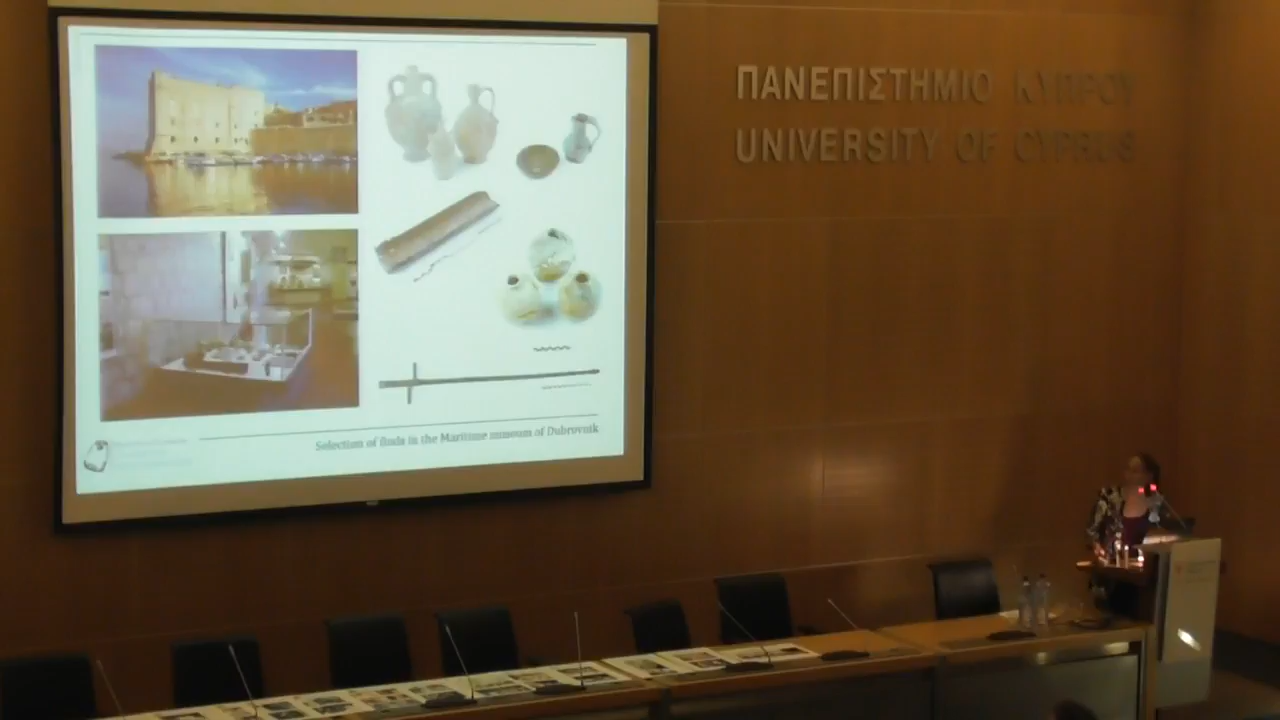 ΠΑΝΕΠΙΣΤΗΜΙΟ ΚΥΠΡΟΥ
UNIVERSITY OF CYPRUS
Selection of finds in the Maritime museum of Dubrovnik